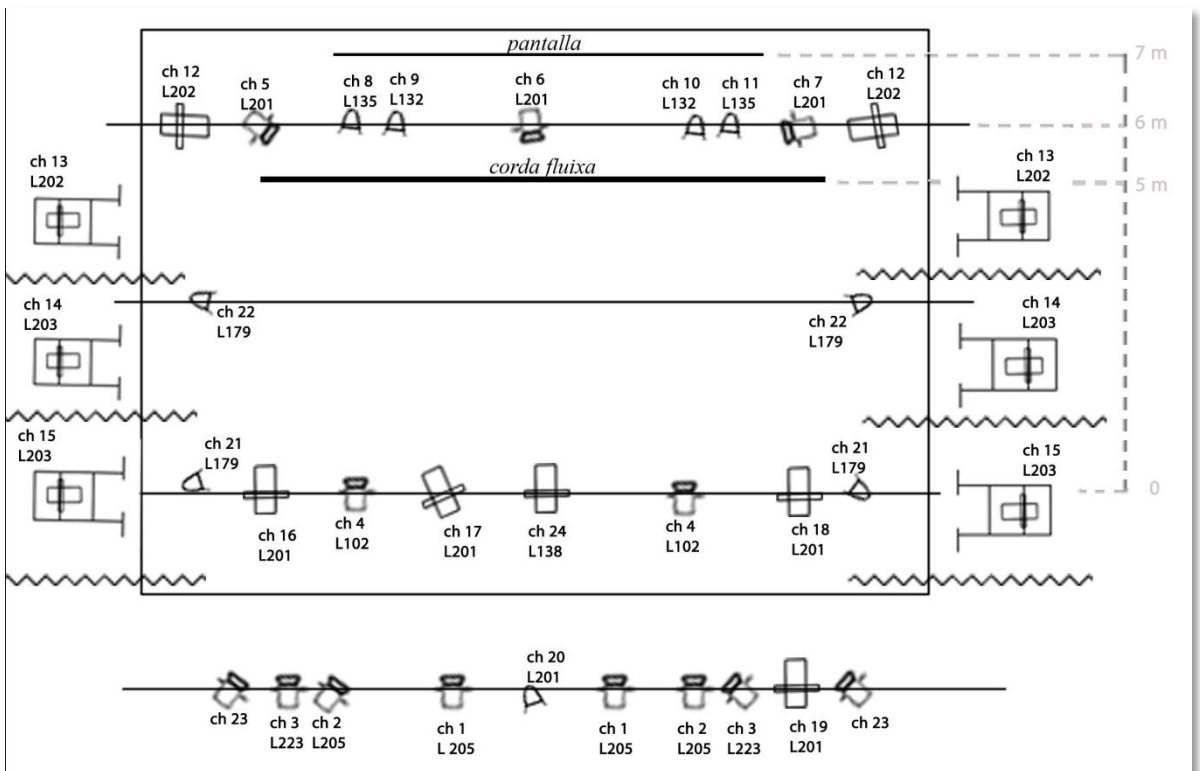 pantalla
7 m
ch 12
L202
ch 5
L201
ch 8
L135
ch 9
L132
ch 6
L201
ch 10
L132
ch 11
L135
ch 7
L201
ch 12
L202
6 m
corda fluixa
5 m
ch 13
L202
ch 13
L202
ch 22
L179
ch 22
L179
ch 14
L203
ch 14
L203
ch 15
L203
ch 21
L179
ch 21
L179
ch 15
L203
0
ch 16
L201
ch 4
L102
ch 17
L201
ch 24
L138
ch 4
L102
ch 18
L201
ch 20
L201
ch 23
ch 3
L223
ch 2
L205
ch 1
L 205
ch 1
L205
ch 2
L205
ch 3
L223
ch 19
L201
ch 23